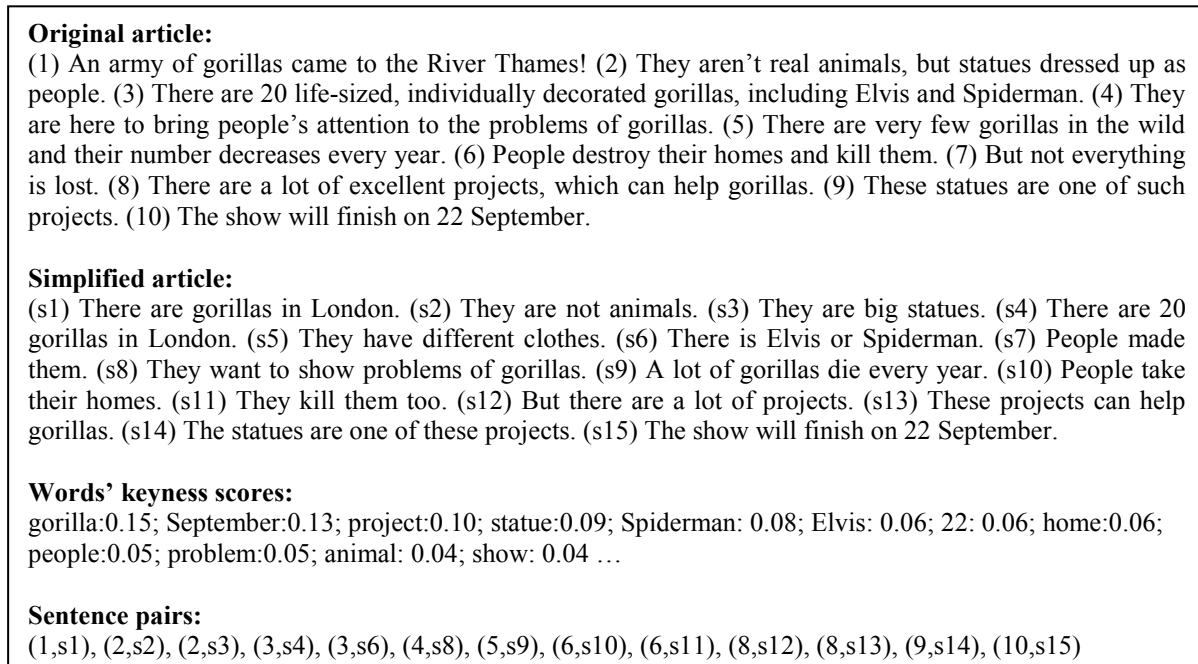 Original article:
(1) An army of gorillas came to the River Thames! (2) They aren’t real animals, but statues dressed up as
people. (3) There are 20 life-sized, individually decorated gorillas, including Elvis and Spiderman. (4) They
are here to bring people’s attention to the problems of gorillas. (5) There are very few gorillas in the wild
and their number decreases every year. (6) People destroy their homes and kill them. (7) But not everything
is lost. (8) There are a lot of excellent projects, which can help gorillas. (9) These statues are one of such
projects. (10) The show will finish on 22 September.
Simplified article:
(s1) There are gorillas in London. (s2) They are not animals. (s3) They are big statues. (s4) There are 20
gorillas in London. (s5) They have different clothes. (s6) There is Elvis or Spiderman. (s7) People made
them. (s8) They want to show problems of gorillas. (s9) A lot of gorillas die every year. (s10) People take
their homes. (s11) They kill them too. (s12) But there are a lot of projects. (s13) These projects can help
gorillas. (s14) The statues are one of these projects. (s15) The show will finish on 22 September.
Words’ keyness scores:
gorilla:0.15; September:0.13; project:0.10; statue:0.09; Spiderman: 0.08; Elvis: 0.06; 22: 0.06; home:0.06;
people:0.05; problem:0.05; animal: 0.04; show: 0.04 …
Sentence pairs:
(1,s1), (2,s2), (2,s3), (3,s4), (3,s6), (4,s8), (5,s9), (6,s10), (6,s11), (8,s12), (8,s13), (9,s14), (10,s15)